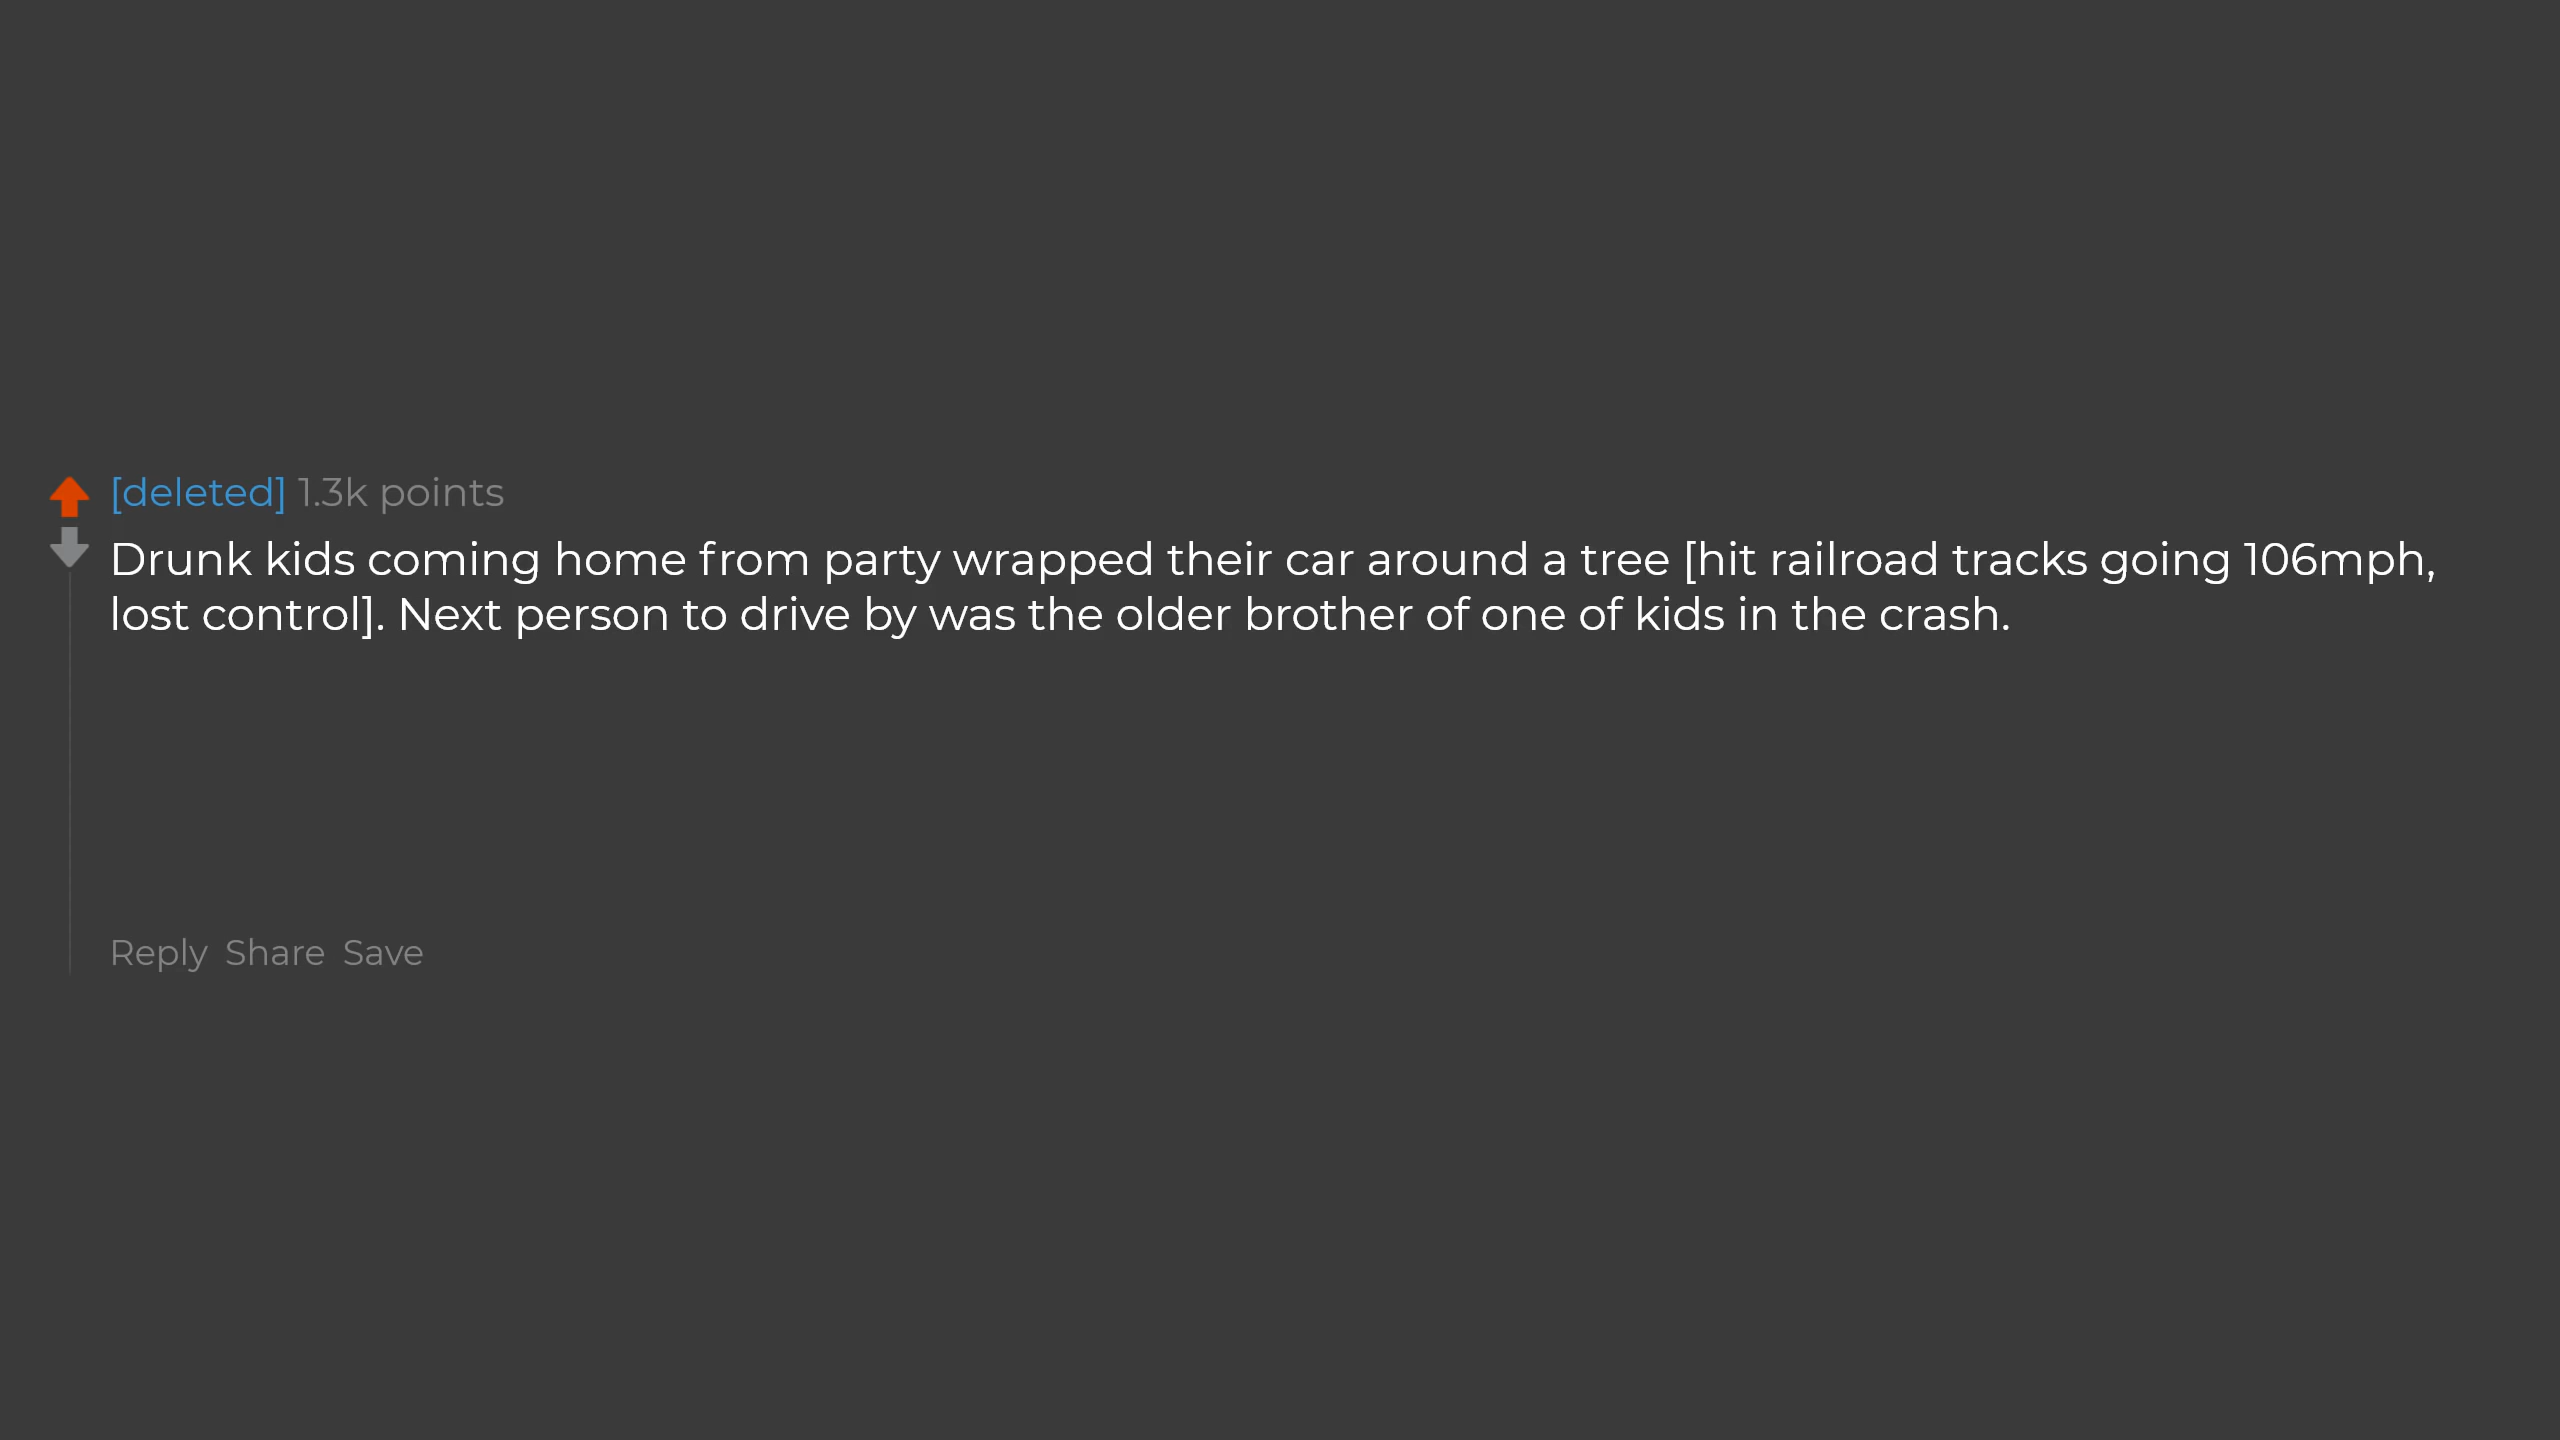 [deleted] 1.3k points
Drunk kids coming home from party wrapped their car around a tree [hit railroad tracks going 106mph,
lost control]. Next person to drive by was the older brother of one of kids in the crash.
Reply Share Save